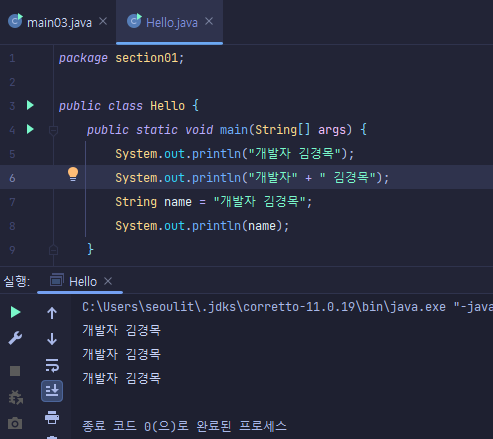 main03.java Hello.java
1 package section01;
2
3 public class Hello {
4 public static void main(String[] args) {
5 System.out.println("개발자 김경목");
6 System.out.println("개발자" + " 김경목");
7 String name = "개발자 김경목";
8 System.out.println(name);
9 }
실행: Hello
C:\Users\seoulit\.jdks\corretto-11.0.19\bin\java.exe "-java
개발자 김경목
개발자 김경목
개발자 김경목
종료 코드 0(으)로 완료된 프로세스